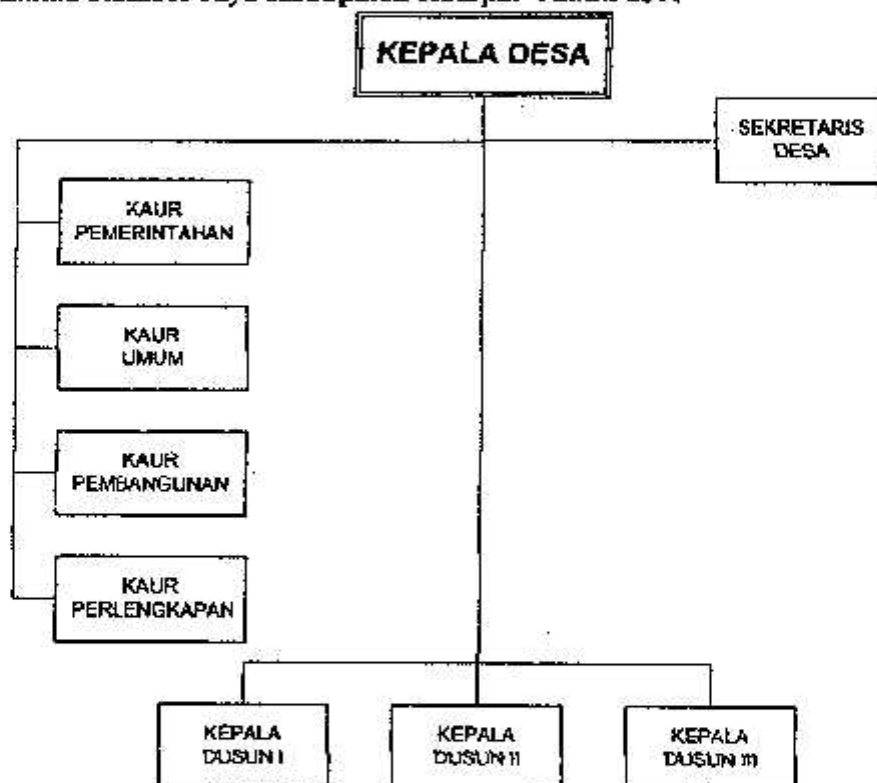 KEPALA DESA
SEKRETARIS
DESA
KAUR
PEMERINTAHAN
KAUR
UMUM
KAUR
PEMBANGUNAN
KAUR
PERLENGKAPAN
KEPALA
DUSUN I
KEPALA
DUSUN II
KEPALA
DUSUN III